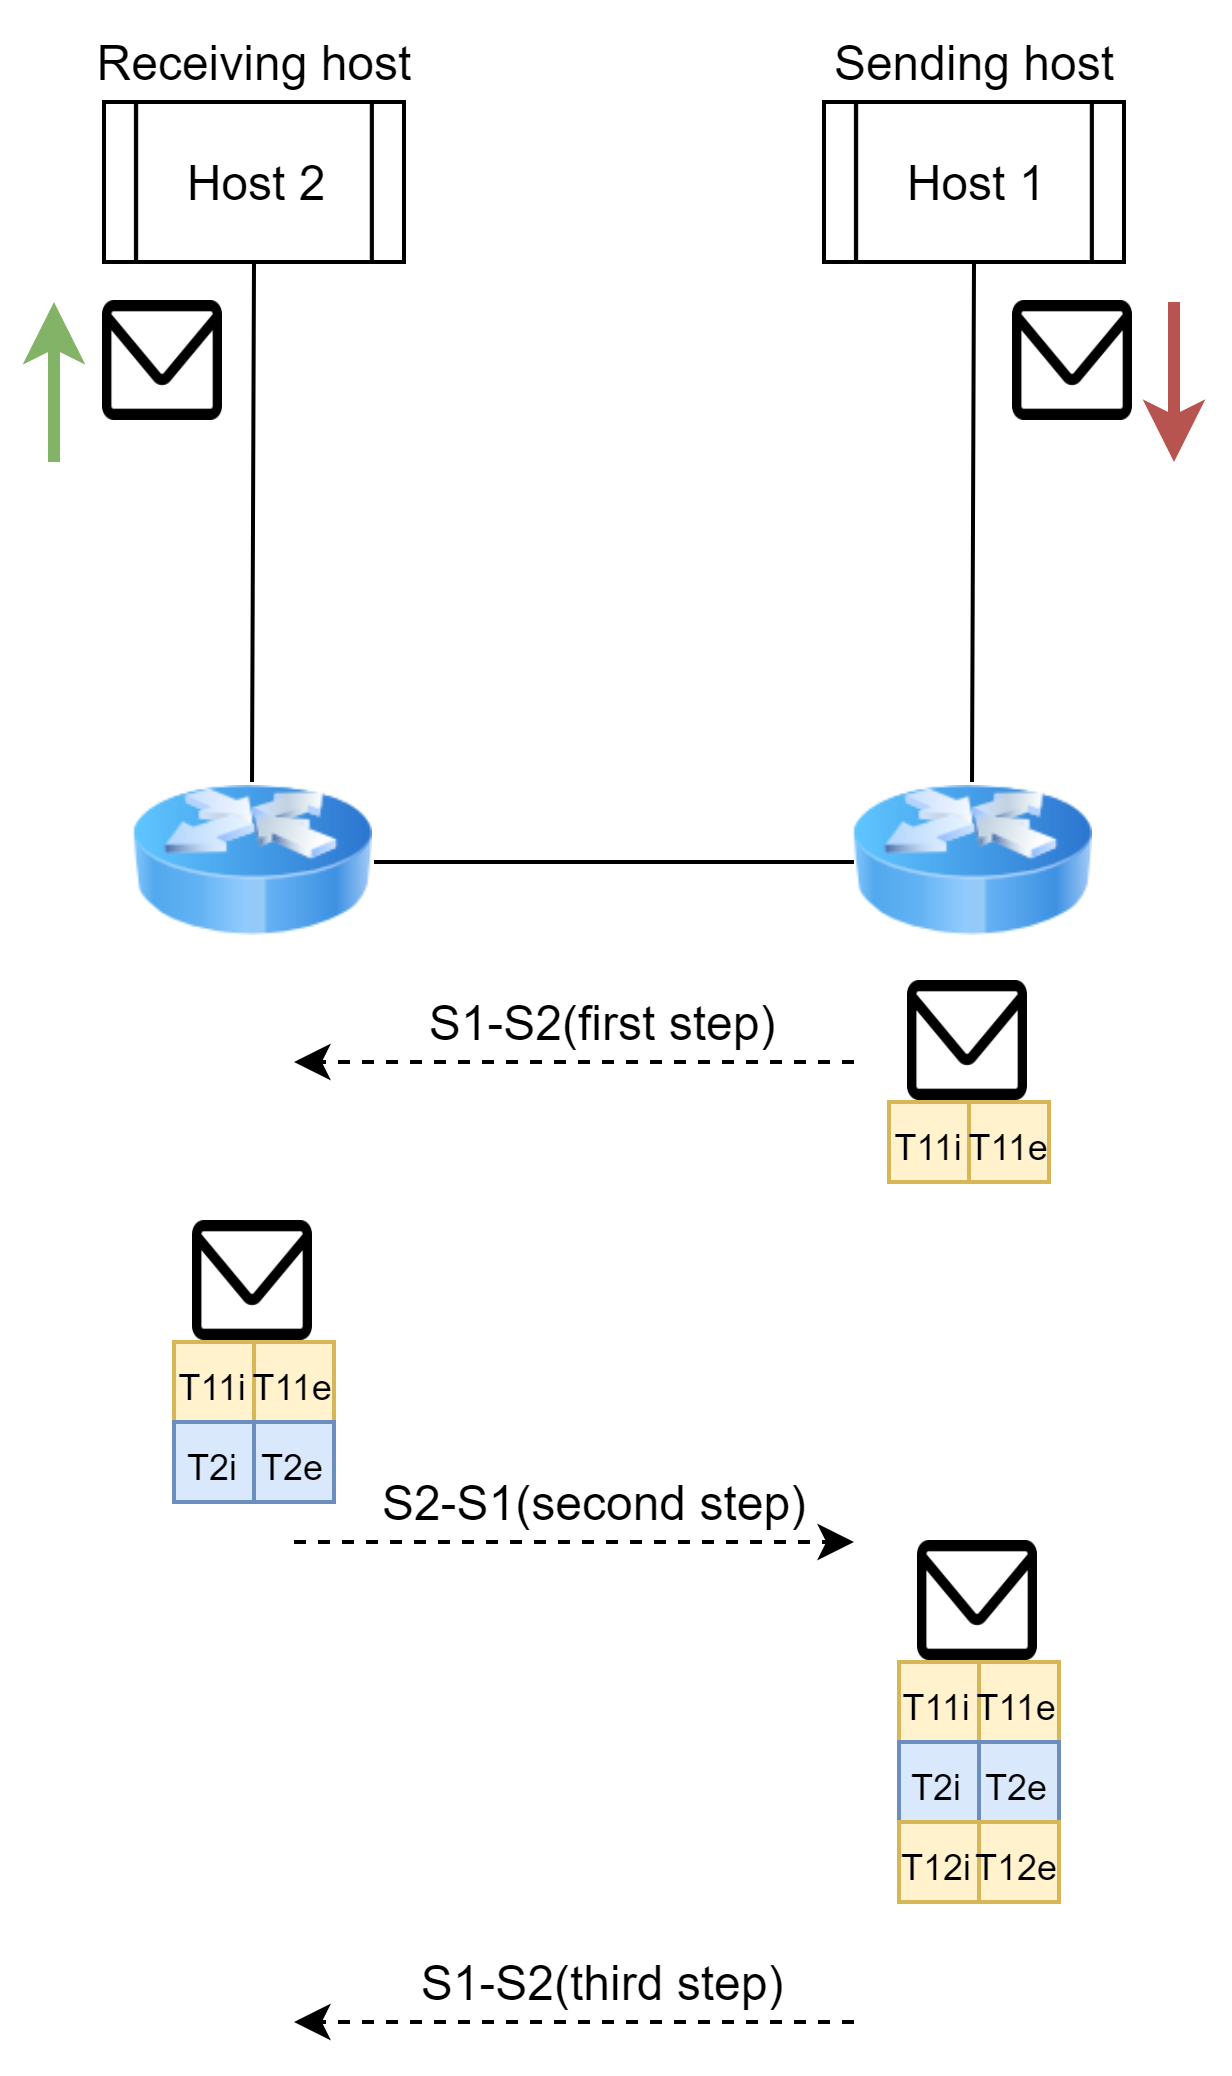 Receiving host
Sending host
Host 2
Host 1
S1-S2(first step)
T11i T11e
T11i T11e
T2i T2e
S2-S1(second step)
T11i T11e
T2i T2e
T12i T12e
S1-S2(third step)